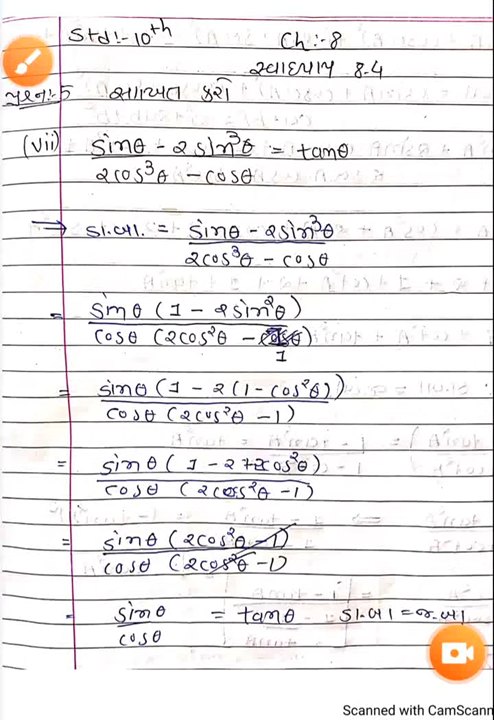 Std:- 10th
Ch:- 8
સ્વાધ્યાય 8.4
પ્રશ્ન: 5 સાબિત કરો
(vii) sinθ - 2sin³θ / 2cos³θ - cosθ = tanθ
⇒ ડા.બા. = sinθ - 2sin³θ / 2cos³θ - cosθ
= sinθ (1 - 2sin²θ) / cosθ (2cos²θ - 1)
= sinθ (1 - 2(1 - cos²θ)) / cosθ (2cos²θ - 1)
= sinθ (1 - 2 + 2cos²θ) / cosθ (2cos²θ - 1)
= sinθ (2cos²θ - 1) / cosθ (2cos²θ - 1)
= sinθ / cosθ = tanθ ડા.બા = જ.બા
Scanned with CamScann